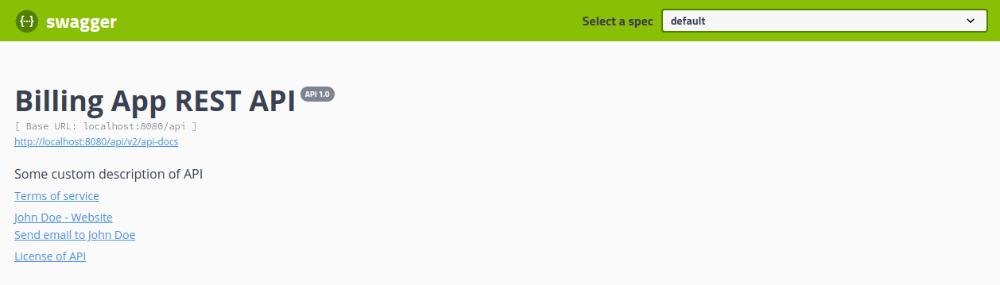 {··} swagger Select a spec default
Billing App REST API API 1.0
[ Base URL: localhost:8080/api ]
http://localhost:8080/api/v2/api-docs
Some custom description of API
Terms of service
John Doe - Website
Send email to John Doe
License of API